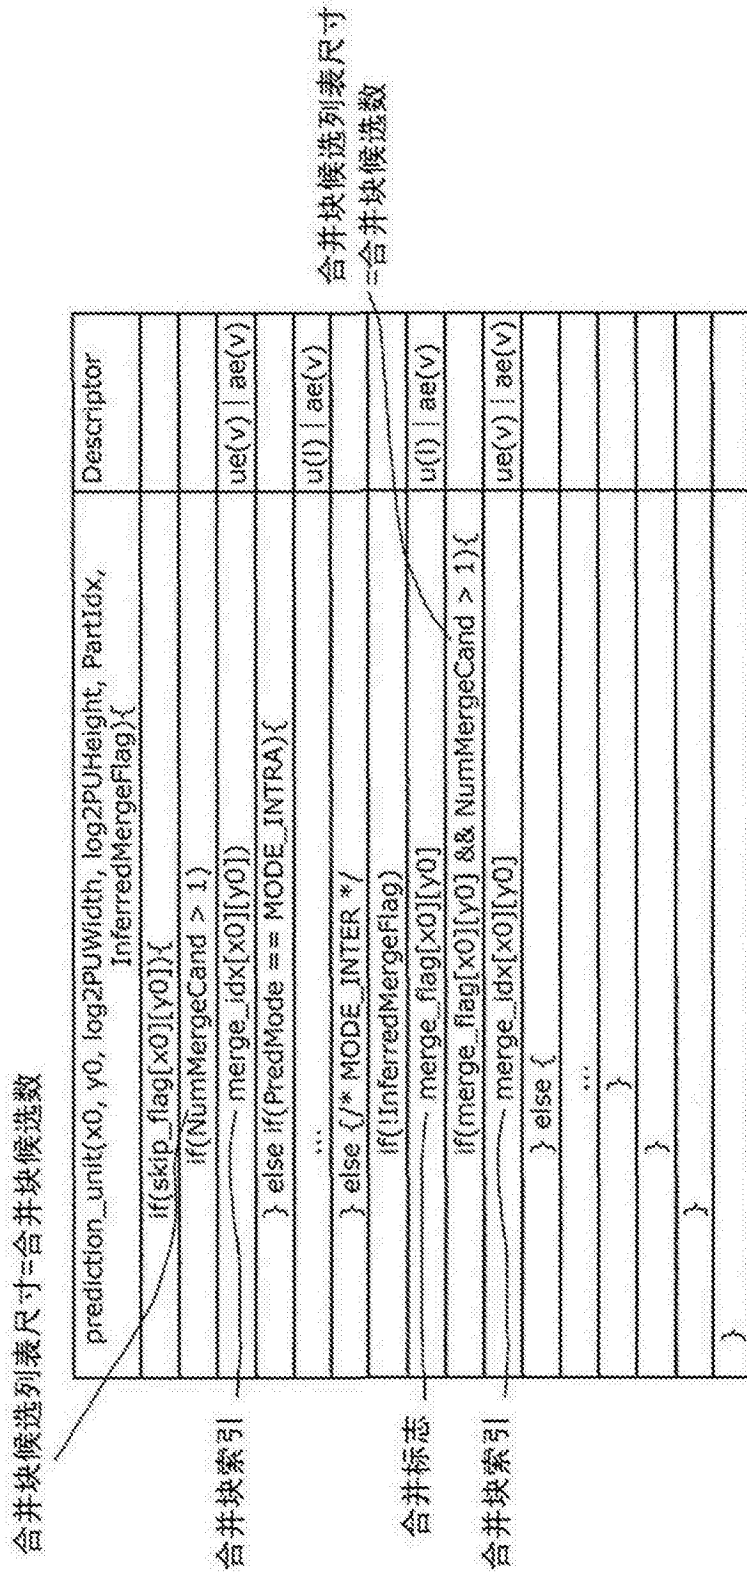 合并块候选列表尺寸=合并块候选数
prediction_unit(x0, y0, log2PUWidth, log2PUHeight, PartIdx,
InferredMergeFlag){
Descriptor
if(skip_flag[x0][y0]){
if(NumMergeCand > 1)
合并块索引
merge_idx[x0][y0])
ue(v) | ae(v)
} else if(PredMode == MODE_INTRA){
...
u(l) | ae(v)
} else {/* MODE_INTER */
if(!InferredMergeFlag)
合并标志
merge_flag[x0][y0]
u(l) | ae(v)
if(merge_flag[x0][y0] && NumMergeCand > 1){
合并块候选列表尺寸
=合并块候选数
合并块索引
merge_idx[x0][y0]
ue(v) | ae(v)
} else {
...
}
}
}
}